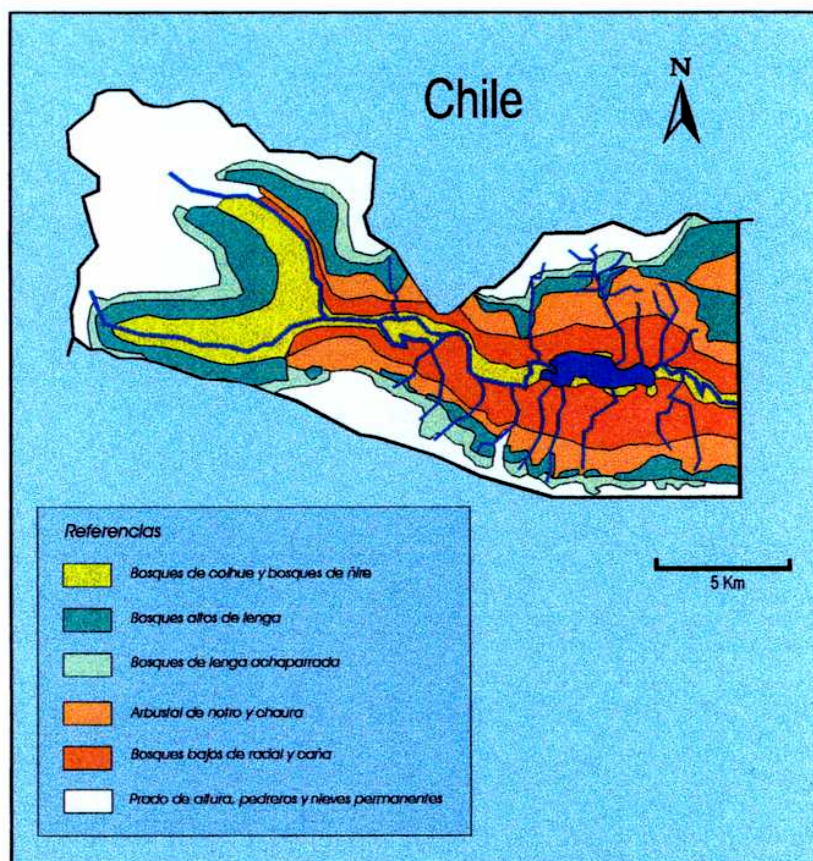 Chile
N
5 Km
Referencias
Bosques de coihue y bosques de ñire
Bosques altos de lenga
Bosques de lenga achaparrada
Arbustal de notro y chaura
Bosques bajos de radal y caña
Prado de altura, pedreros y nieves permanentes